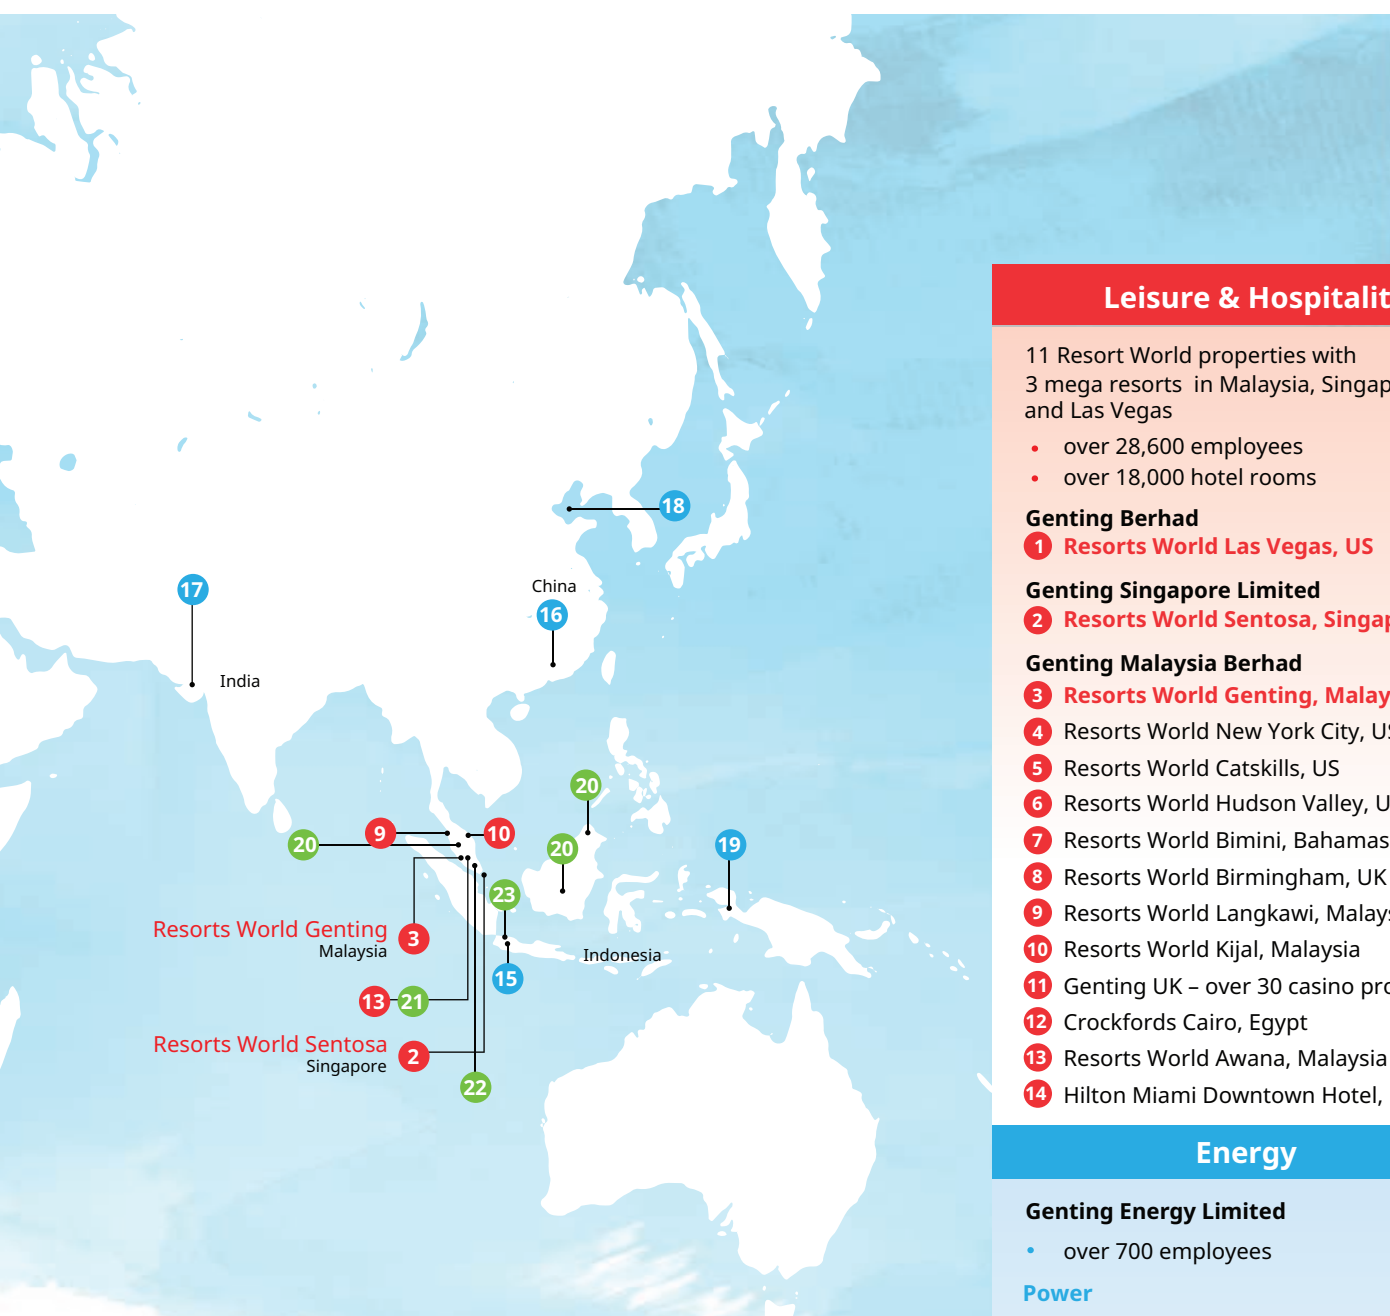 18
17
China
16
India
20
9
10
20
20
19
23
Resorts World Genting
Malaysia
3
Indonesia
15
13
21
Resorts World Sentosa
Singapore
2
22
Leisure & Hospitalit
11 Resort World properties with
3 mega resorts in Malaysia, Singap
and Las Vegas
• over 28,600 employees
• over 18,000 hotel rooms
Genting Berhad
1 Resorts World Las Vegas, US
Genting Singapore Limited
2 Resorts World Sentosa, Singap
Genting Malaysia Berhad
3 Resorts World Genting, Malay
4 Resorts World New York City, US
5 Resorts World Catskills, US
6 Resorts World Hudson Valley, U
7 Resorts World Bimini, Bahamas
8 Resorts World Birmingham, UK
9 Resorts World Langkawi, Malays
10 Resorts World Kijal, Malaysia
11 Genting UK – over 30 casino pro
12 Crockfords Cairo, Egypt
13 Resorts World Awana, Malaysia
14 Hilton Miami Downtown Hotel,
Energy
Genting Energy Limited
• over 700 employees
Power